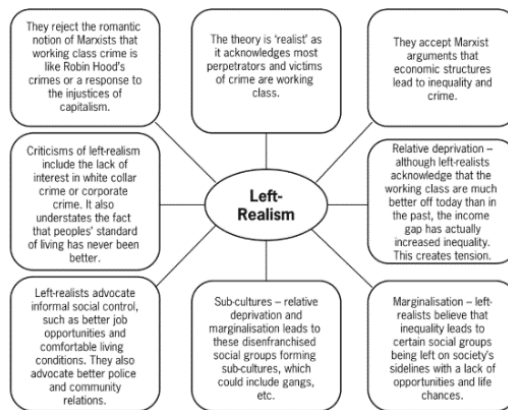 They reject the romantic
notion of Marxists that
working class crime is
like Robin Hood's
crimes or a response to
the injustices of
capitalism.
The theory is 'realist' as
it acknowledges most
perpetrators and victims
of crime are working
class.
They accept Marxist
arguments that
economic structures
lead to inequality and
crime.
Criticisms of left-realism
include the lack of
interest in white collar
crime or corporate
crime. It also
understates the fact
that peoples' standard
of living has never been
better.
Left-
Realism
Relative deprivation –
although left-realists
acknowledge that the
working class are much
better off today than in
the past, the income
gap has actually
increased inequality.
This creates tension.
Left-realists advocate
informal social control,
such as better job
opportunities and
comfortable living
conditions. They also
advocate better police
and community
relations.
Sub-cultures – relative
deprivation and
marginalisation leads to
these disenfranchised
social groups forming
sub-cultures, which
could include gangs,
etc.
Marginalisation – left-
realists believe that
inequality leads to
certain social groups
being left on society's
sidelines with a lack of
opportunities and life
chances.